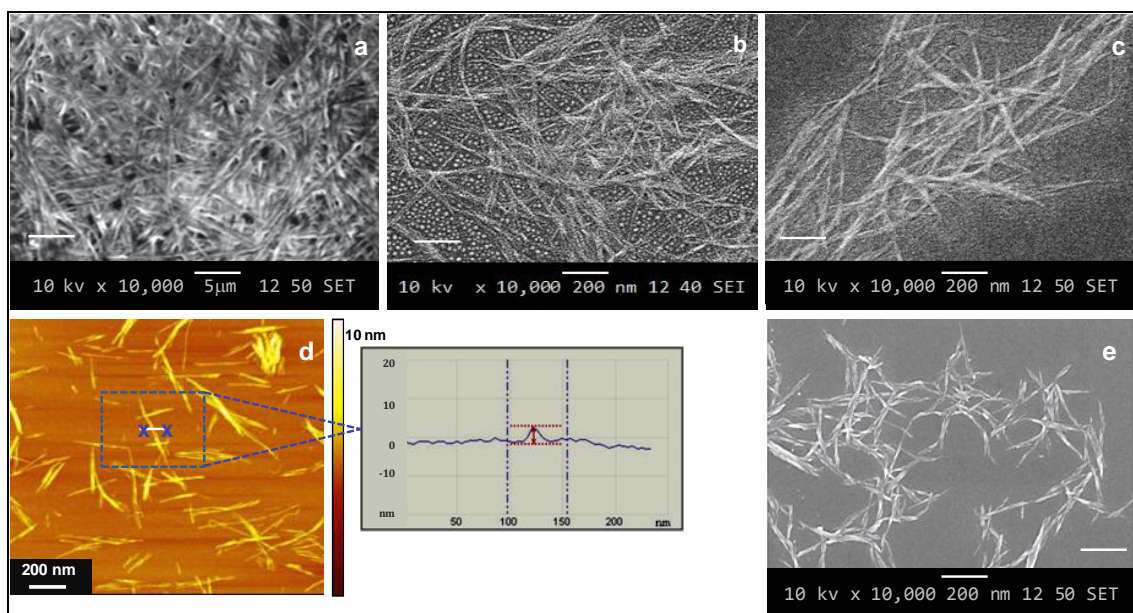 a
b
c
10 kv x 10,000 5µm 12 50 SET
10 kv x 10,000 200 nm 12 40 SEI
10 kv x 10,000 200 nm 12 50 SET
d
200 nm
10 nm
20
10
0
-10
nm
50 100 150 200 nm
x x
e
10 kv x 10,000 200 nm 12 50 SET